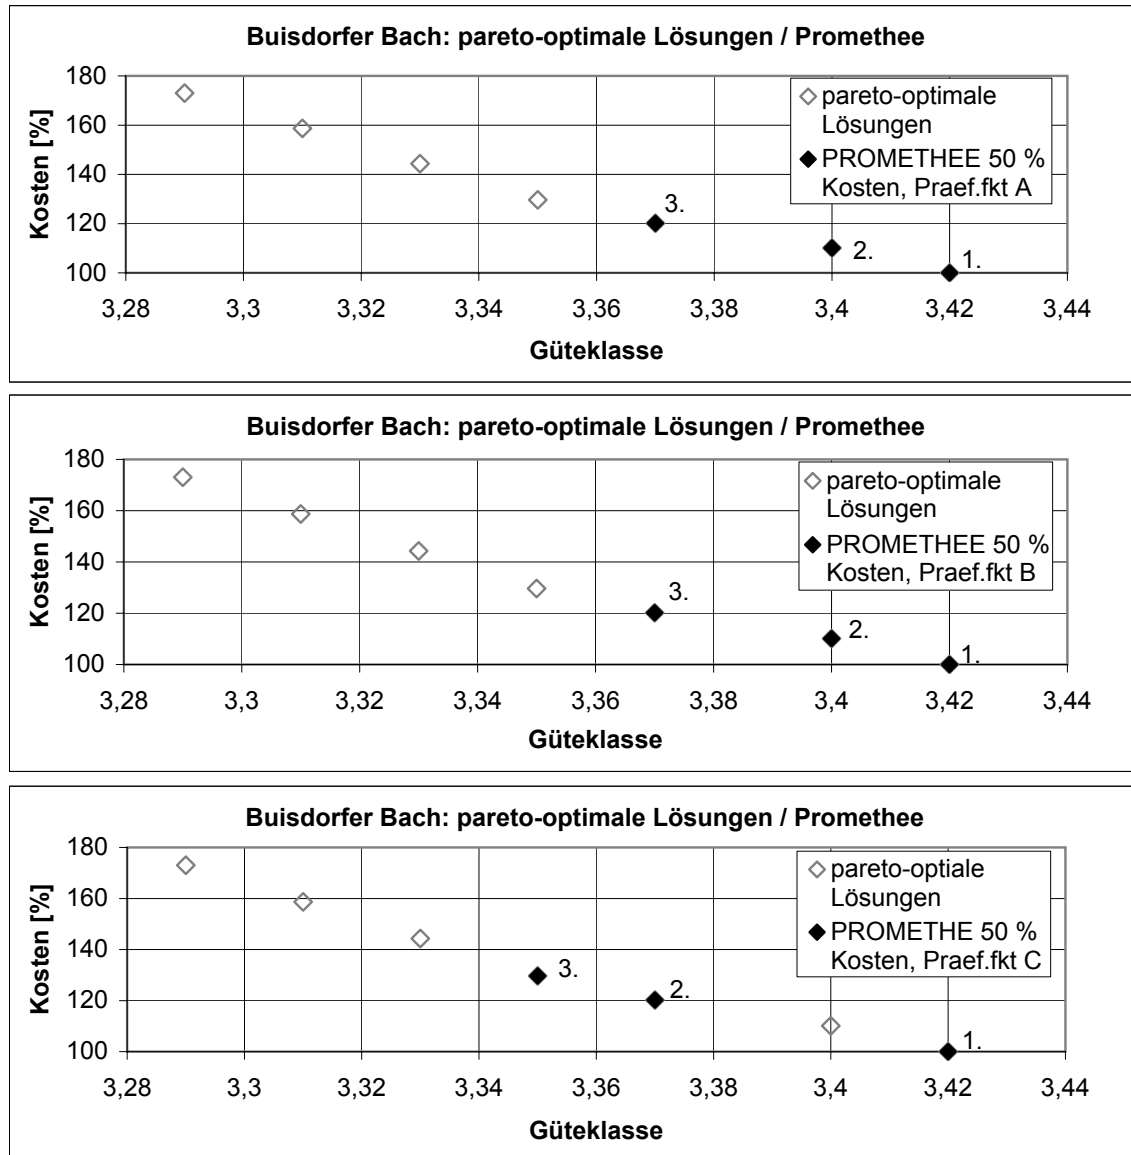 Buisdorfer Bach: pareto-optimale Lösungen / Promethee
180
160
140
120
100
Kosten [%]
pareto-optimale
Lösungen
PROMETHEE 50 %
Kosten, Praef.fkt A
3.
2.
1.
3,28 3,3 3,32 3,34 3,36 3,38 3,4 3,42 3,44
Güteklasse
Buisdorfer Bach: pareto-optimale Lösungen / Promethee
180
160
140
120
100
Kosten [%]
pareto-optimale
Lösungen
PROMETHEE 50 %
Kosten, Praef.fkt B
3.
2.
1.
3,28 3,3 3,32 3,34 3,36 3,38 3,4 3,42 3,44
Güteklasse
Buisdorfer Bach: pareto-optimale Lösungen / Promethee
180
160
140
120
100
Kosten [%]
pareto-optiale
Lösungen
PROMETHE 50 %
Kosten, Praef.fkt C
3.
2.
1.
3,28 3,3 3,32 3,34 3,36 3,38 3,4 3,42 3,44
Güteklasse